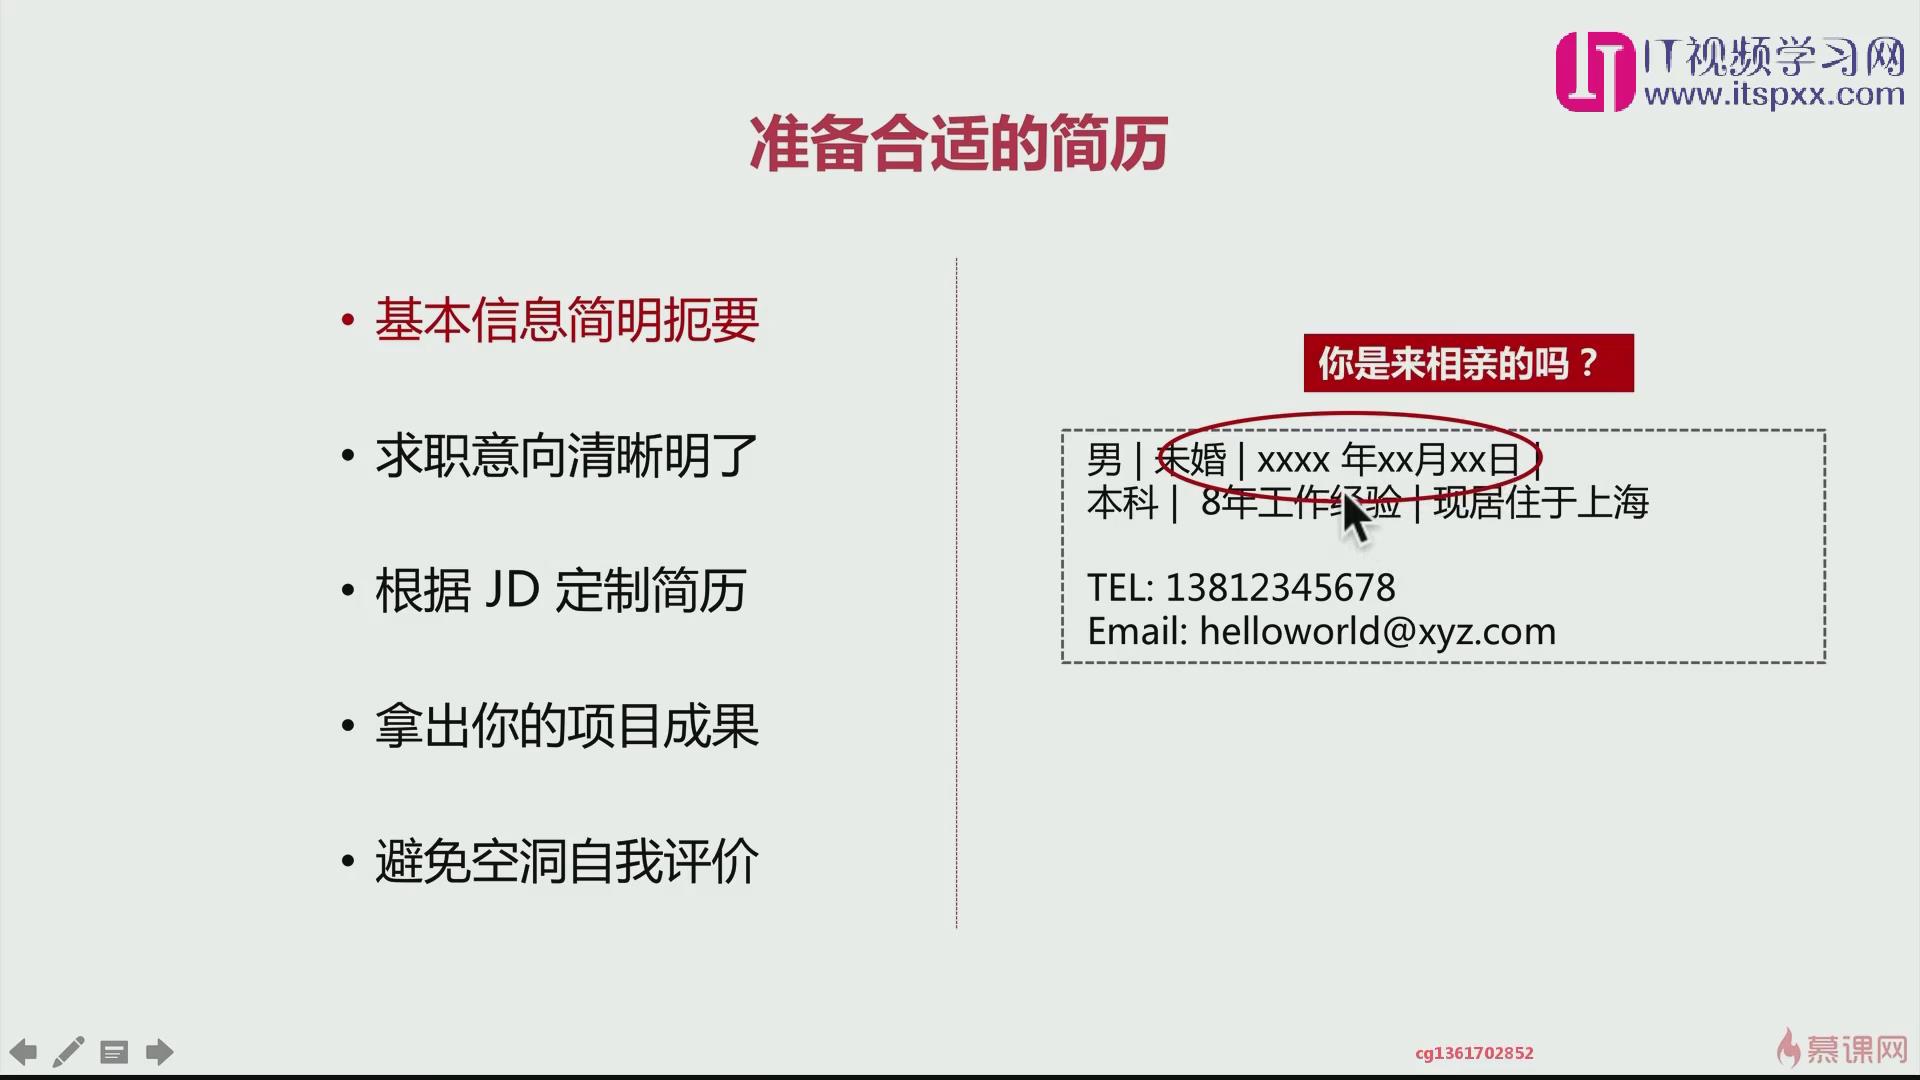 IT视频学习网
www.itspxx.com
准备合适的简历
• 基本信息简明扼要
• 求职意向清晰明了
• 根据 JD 定制简历
• 拿出你的项目成果
• 避免空洞自我评价
你是来相亲的吗？
男 | 未婚 | xxxx 年xx月xx日 |
本科 | 8年工作经验 | 现居住于上海
TEL: 13812345678
Email: helloworld@xyz.com
cg1361702852
慕课网